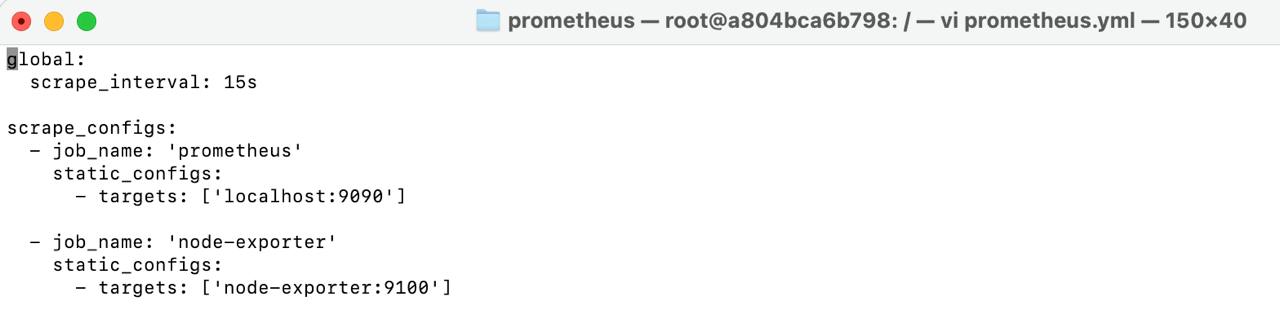 prometheus — root@a804bca6b798: / — vi prometheus.yml — 150×40
global:
  scrape_interval: 15s

scrape_configs:
  - job_name: 'prometheus'
    static_configs:
      - targets: ['localhost:9090']

  - job_name: 'node-exporter'
    static_configs:
      - targets: ['node-exporter:9100']